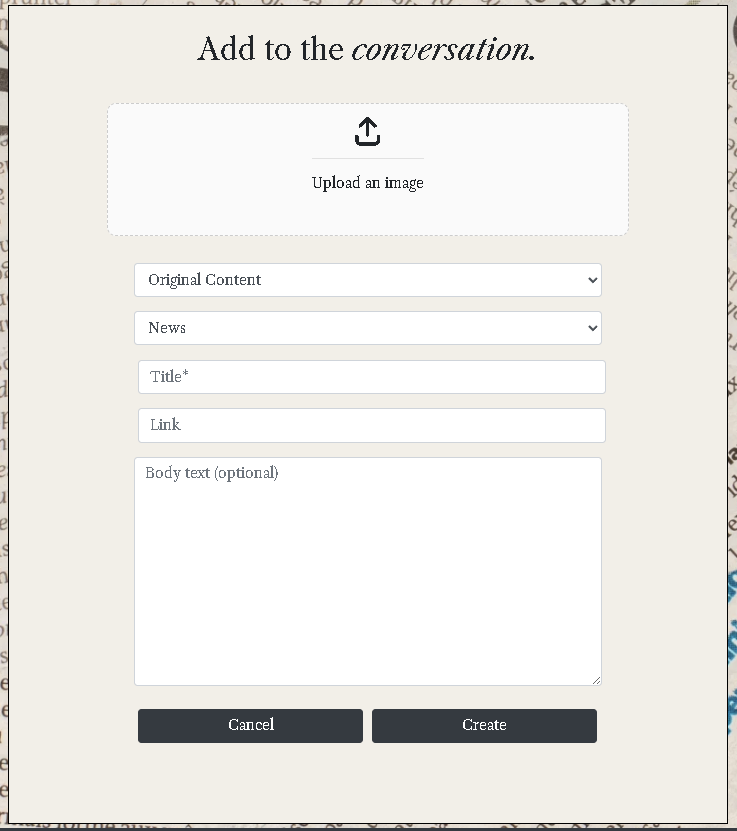 Add to the conversation.
Upload an image
Original Content
News
Title*
Link
Body text (optional)
Cancel
Create